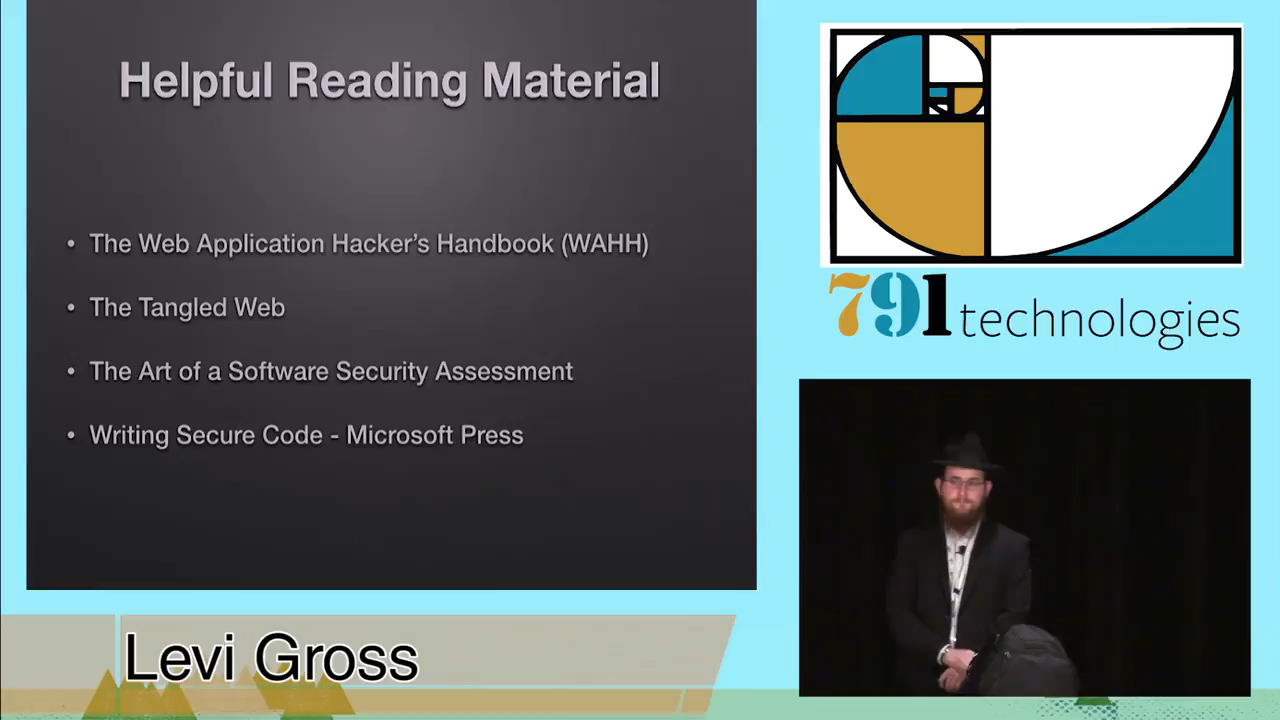 Helpful Reading Material
• The Web Application Hacker’s Handbook (WAHH)
• The Tangled Web
• The Art of a Software Security Assessment
• Writing Secure Code - Microsoft Press
791 technologies
Levi Gross